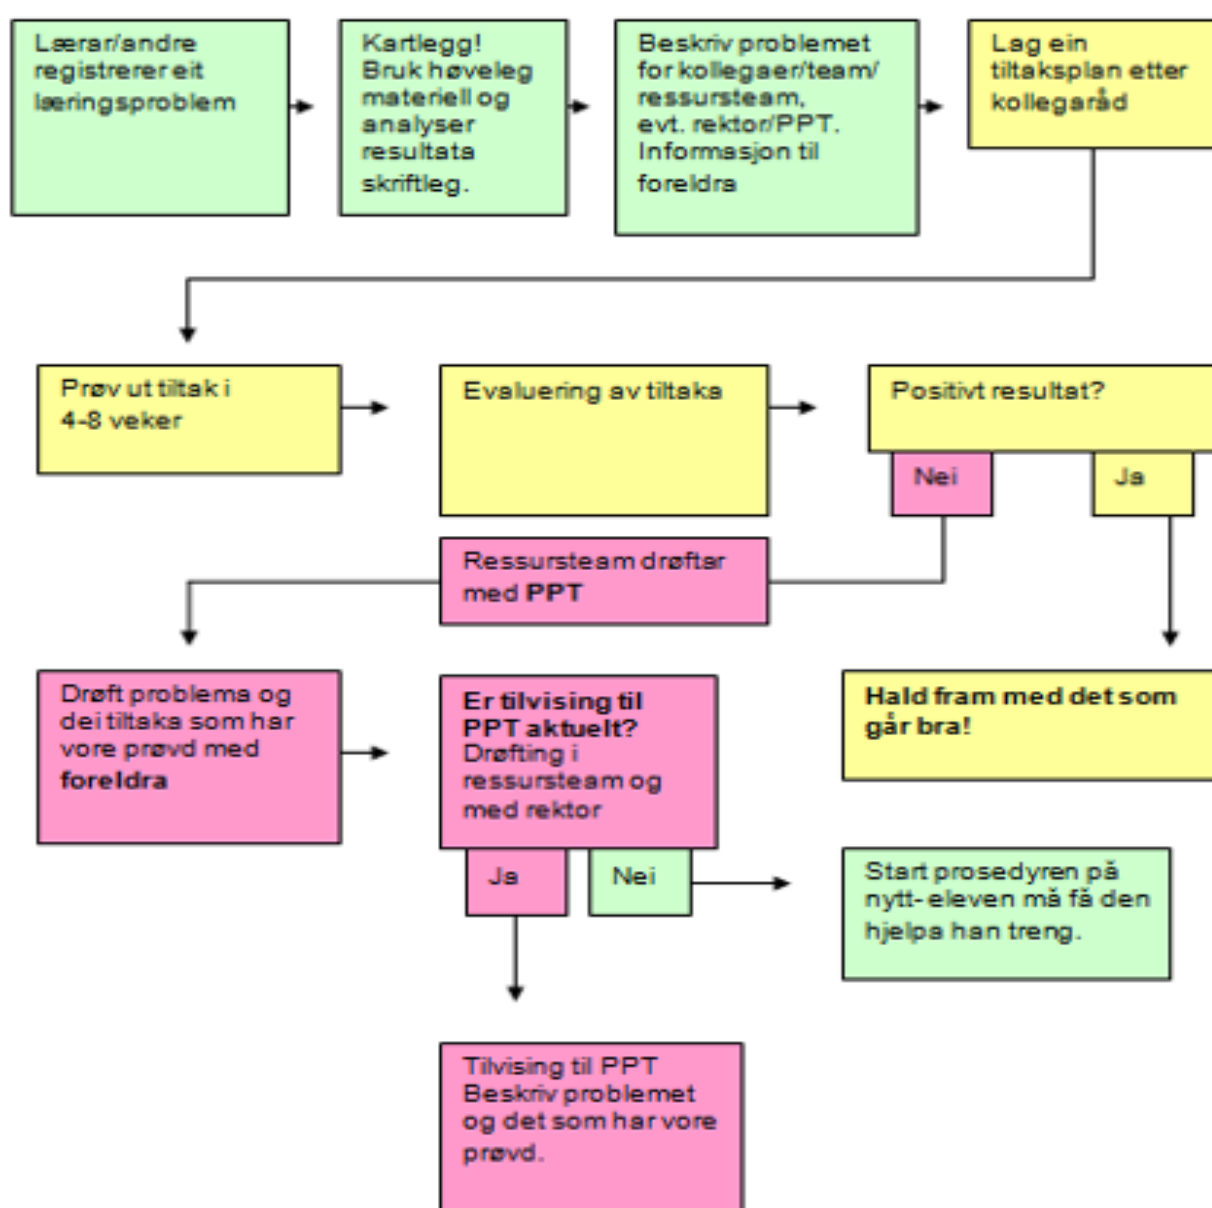 Lærar/andre
registrerer eit
læringsproblem
Kartlegg!
Bruk høveleg
materiell og
analyser
resultata
skriftleg.
Beskriv problemet
for kollegaer/team/
ressursteam,
evt. rektor/PPT.
Informasjon til
foreldra
Lag ein
tiltaksplan etter
kollegaråd
Prøv ut tiltak i
4-8 veker
Evaluering av tiltaka
Positivt resultat?
Nei
Ja
Ressursteam drøftar
med PPT
Drøft problema og
dei tiltaka som har
vore prøvd med
foreldra
Er tilvising til
PPT aktuelt?
Drøfting i
ressursteam og
med rektor
Ja
Nei
Hald fram med det som
går bra!
Start prosedyren på
nytt- eleven må få den
hjelpa han treng.
Tilvising til PPT
Beskriv problemet
og det som har vore
prøvd.